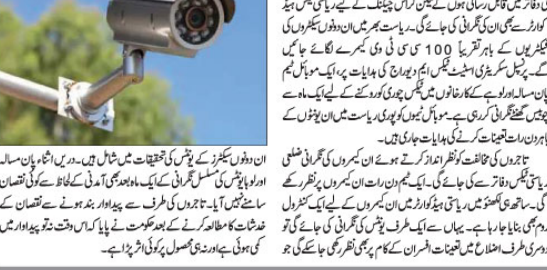 کی دفاتر میں قابل رسائی ہوں گے لیکن کراس چیکنگ کے لیے ریاستی ٹیکس ہیڈ
کوارٹر سے بھی ان کی نگرانی کی جائے گی۔ ریاست بھر میں ان دونوں سیکٹروں کی
فیکٹریوں کے باہر تقریباً 100 سی سی ٹی وی کیمرے لگائے جائیں
گے۔ پرنسپل سکریٹری اسٹیٹ ٹیکس ایم دیوراج کی ہدایات پر، ایک موبائل ٹیم
پان مسالہ اور لوہے کے کارخانوں میں ٹیکس چوری کو روکنے کے لیے ایک ماہ سے
چوبیس گھنٹے نگرانی کر رہی ہے۔ موبائل ٹیموں کو پوری ریاست میں ان یونٹوں کے
باہر دن رات تعینات کرنے کی ہدایات جاری ہیں۔
تاجروں کی مخالفت کو نظر انداز کرتے ہوئے ان کیمروں کی نگرانی ضلعی
ریاستی ٹیکس دفاتر سے کی جائے گی۔ ایک ٹیم دن رات ان کیمروں پر نظر رکھے
گی۔ ساتھ ہی لکھنؤ میں ریاستی ہیڈ کوارٹر میں ان کیمروں کے لیے ایک کنٹرول
روم بھی بنایا جا رہا ہے۔ یہاں سے ایک طرف یونٹس کی نگرانی کی جائے گی تو
دوسری طرف اضلاع میں تعینات افسران کے کام پر بھی نظر رکھی جا سکے گی جو
ان دونوں سیکٹرز کے یونٹس کی تحقیقات میں شامل ہیں۔ دریں اثناء پان مسالہ
اور لوہا یونٹس کی مسلسل نگرانی کے ایک ماہ بعد بھی آمدنی کے لحاظ سے کوئی نقصان
سامنے نہیں آیا۔ تاجروں کی طرف سے پیداوار بند ہونے سے نقصان کے
خدشات کا مطالعہ کرنے کے بعد حکومت نے پایا کہ اس وقت نہ تو پیداوار میں
کمی ہوئی ہے اور نہ ہی محصول پر کوئی اثر پڑا ہے۔